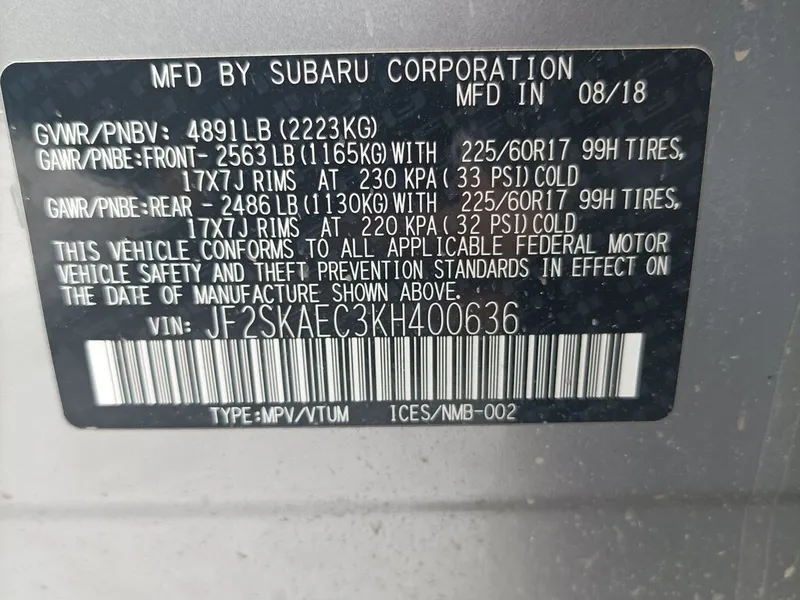 MFD BY SUBARU CORPORATION
MFD IN 08/18
GVWR/PNBV: 4891LB (2223KG)
GAWR/PNBE:FRONT- 2563 LB (1165KG) WITH 225/60R17 99H TIRES,
17X7J RIMS AT 230 KPA ( 33 PSI) COLD
GAWR/PNBE:REAR - 2486 LB (1130KG) WITH 225/60R17 99H TIRES,
17X7J RIMS AT 220 KPA ( 32 PSI) COLD
THIS VEHICLE CONFORMS TO ALL APPLICABLE FEDERAL MOTOR
VEHICLE SAFETY AND THEFT PREVENTION STANDARDS IN EFFECT ON
THE DATE OF MANUFACTURE SHOWN ABOVE.
VIN: JF2SKAEC3KH400636
TYPE:MPV/VTUM ICES/NMB-002